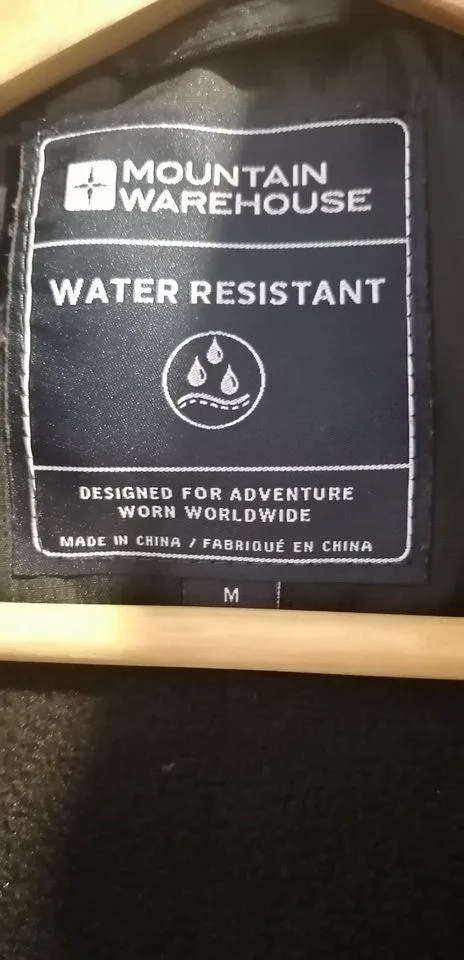 MOUNTAIN
WAREHOUSE
WATER RESISTANT
DESIGNED FOR ADVENTURE
WORN WORLDWIDE
MADE IN CHINA / FABRIQUÉ EN CHINA
M